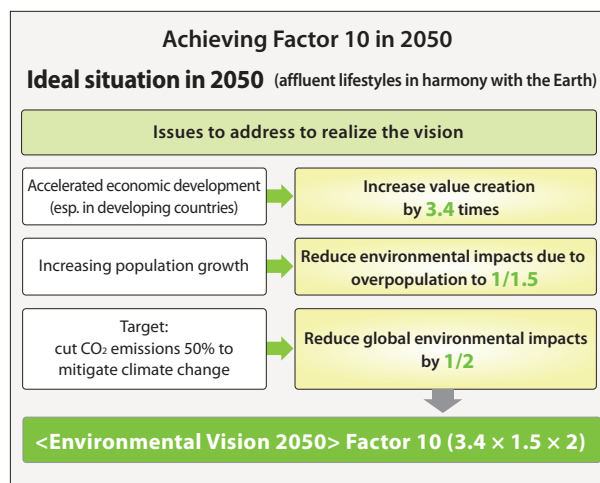 Achieving Factor 10 in 2050
Ideal situation in 2050 (affluent lifestyles in harmony with the Earth)
Issues to address to realize the vision
Accelerated economic development
(esp. in developing countries)
Increase value creation
by 3.4 times
Increasing population growth
Reduce environmental impacts due to
overpopulation to 1/1.5
Target:
cut CO₂ emissions 50% to
mitigate climate change
Reduce global environmental impacts
by 1/2
<Environmental Vision 2050> Factor 10 (3.4 × 1.5 × 2)